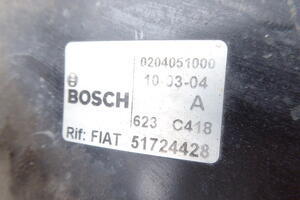 0204051000
10-03-04
BOSCH
A
623 C418
Rif: FIAT 51724428